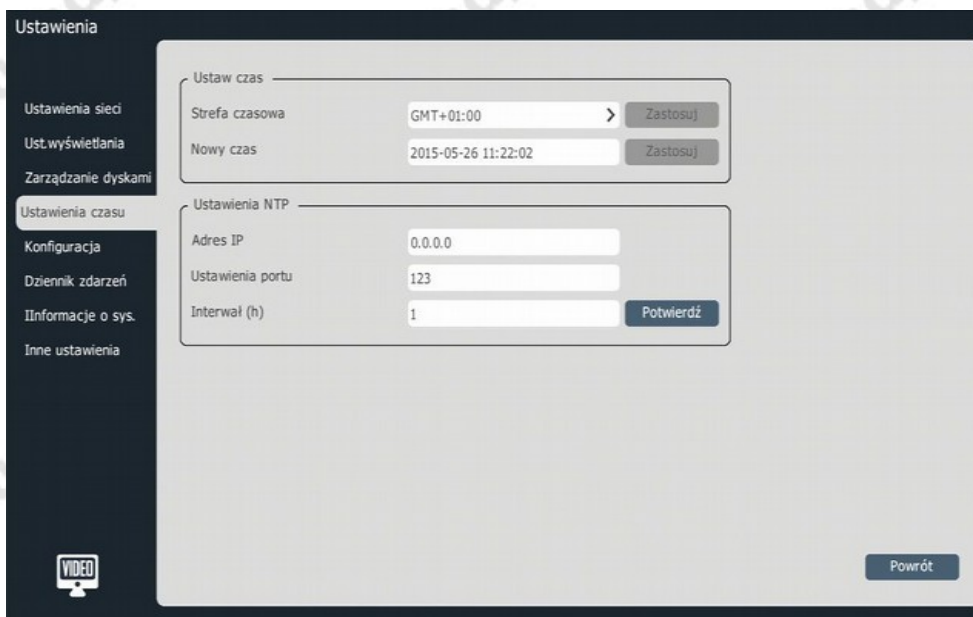 Ustawienia
Ustawienia sieci
Ust.wyświetlania
Zarządzanie dyskami
Ustawienia czasu
Konfiguracja
Dziennik zdarzeń
IInformacje o sys.
Inne ustawienia
VIDEO
Ustaw czas
Strefa czasowa GMT+01:00 > Zastosuj
Nowy czas 2015-05-26 11:22:02 Zastosuj
Ustawienia NTP
Adres IP 0.0.0.0
Ustawienia portu 123
Interwał (h) 1 Potwierdź
Powrót